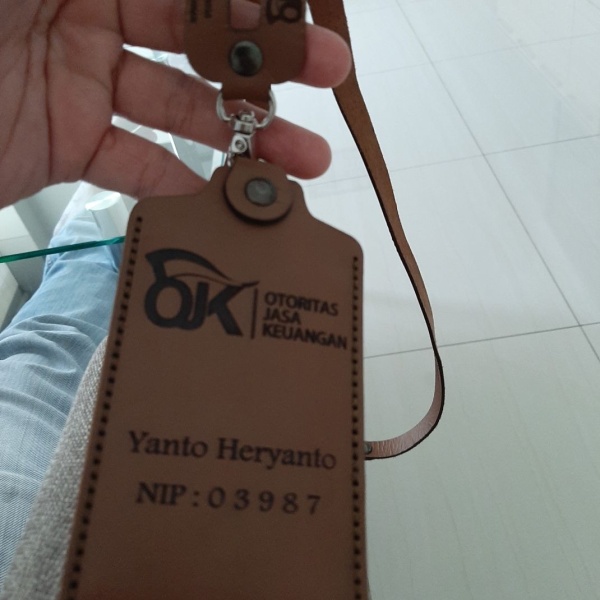 OJK
OTORITAS
JASA
KEUANGAN
Yanto Heryanto
NIP : 03987